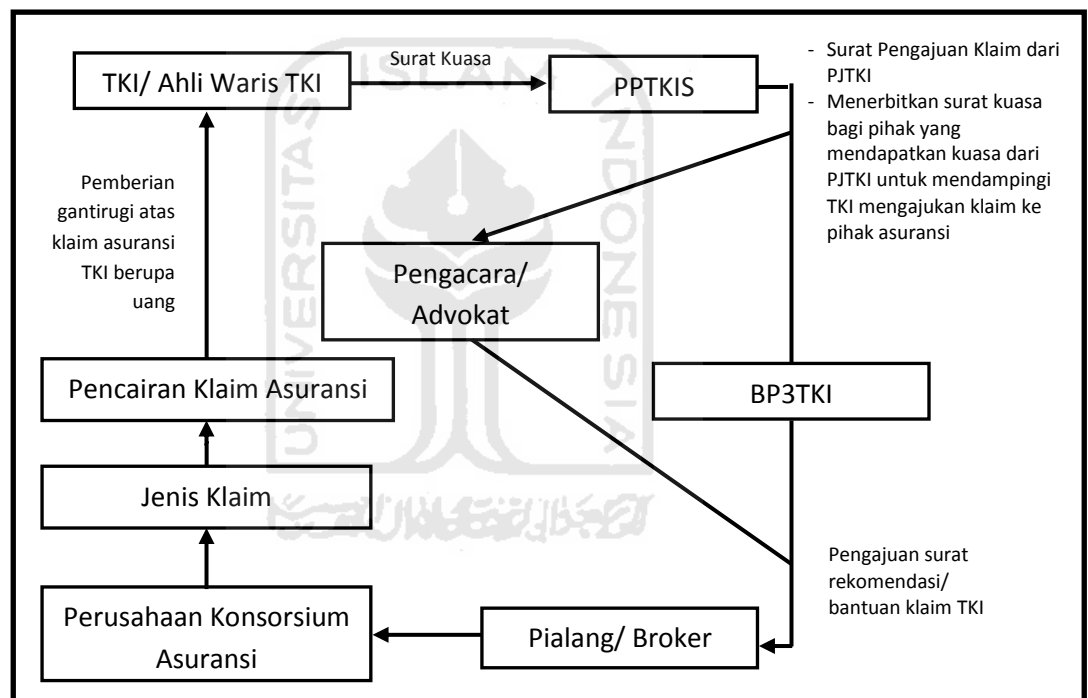 TKI/ Ahli Waris TKI
Surat Kuasa
PPTKIS
- Surat Pengajuan Klaim dari
PJTKI
- Menerbitkan surat kuasa
bagi pihak yang
mendapatkan kuasa dari
PJTKI untuk mendampingi
TKI mengajukan klaim ke
pihak asuransi
Pemberian
gantirugi atas
klaim asuransi
TKI berupa
uang
Pengacara/
Advokat
Pencairan Klaim Asuransi
BP3TKI
Jenis Klaim
Pengajuan surat
rekomendasi/
bantuan klaim TKI
Perusahaan Konsorsium
Asuransi
Pialang/ Broker
ISLAM
UNIVERSITAS
INDONESIA